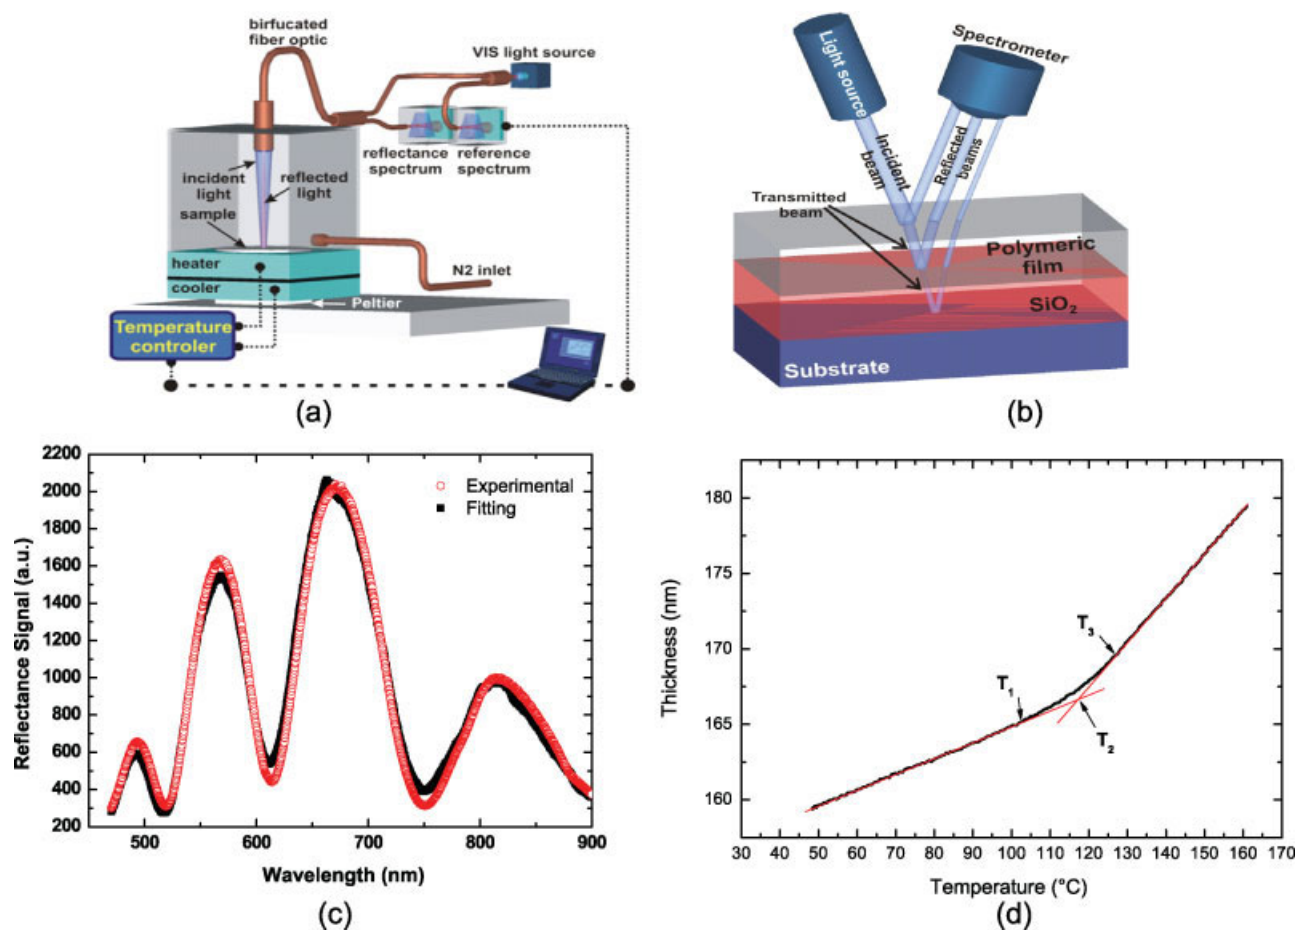 birfucated
fiber optic
VIS light source
reflectance
spectrum
reference
spectrum
incident
light
reflected
light
sample
heater
cooler
N2 inlet
Peltier
Temperature
controler
(a)
Light source
Spectrometer
Incident
beam
Reflected
beams
Transmitted
beam
Polymeric
film
SiO2
Substrate
(b)
2200
2000
1800
1600
1400
1200
1000
800
600
400
200
Reflectance Signal (a.u.)
Experimental
Fitting
500
600
700
800
900
Wavelength (nm)
(c)
180
175
170
165
160
Thickness (nm)
T1
T2
T3
30
40
50
60
70
80
90
100
110
120
130
140
150
160
170
Temperature (°C)
(d)